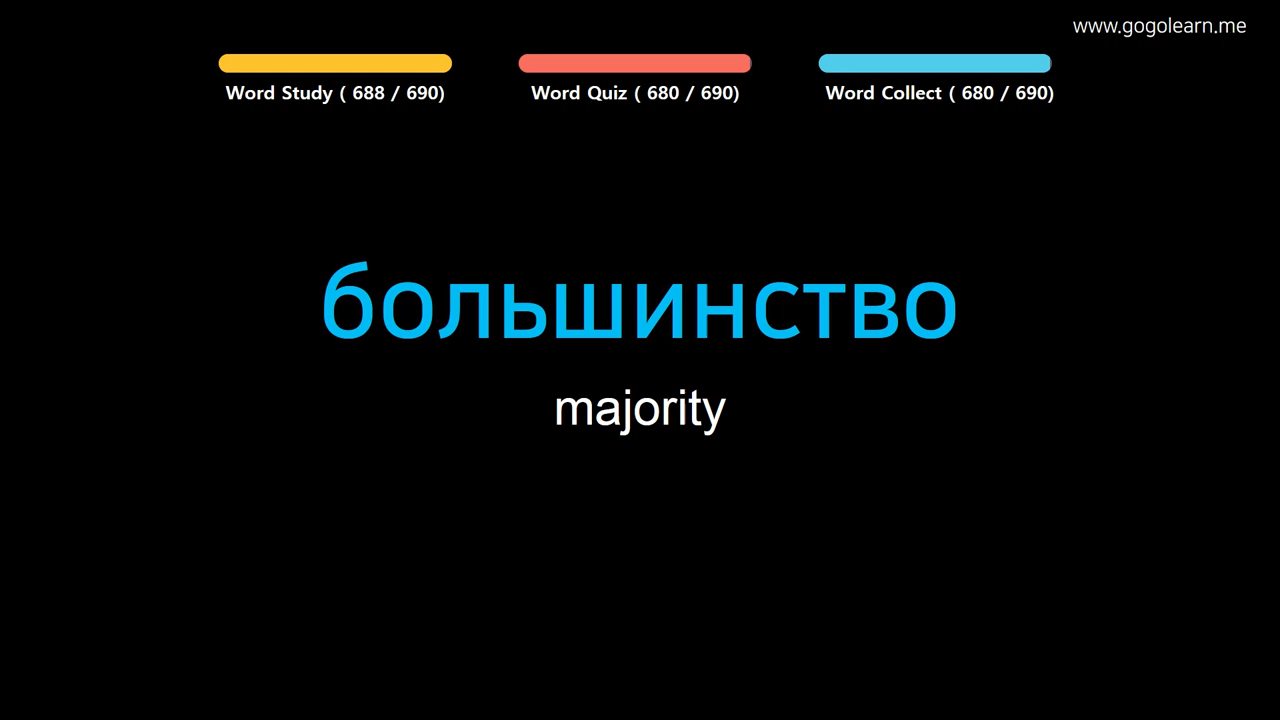 www.gogolearn.me
Word Study ( 688 / 690)
Word Quiz ( 680 / 690)
Word Collect ( 680 / 690)
большинство
majority